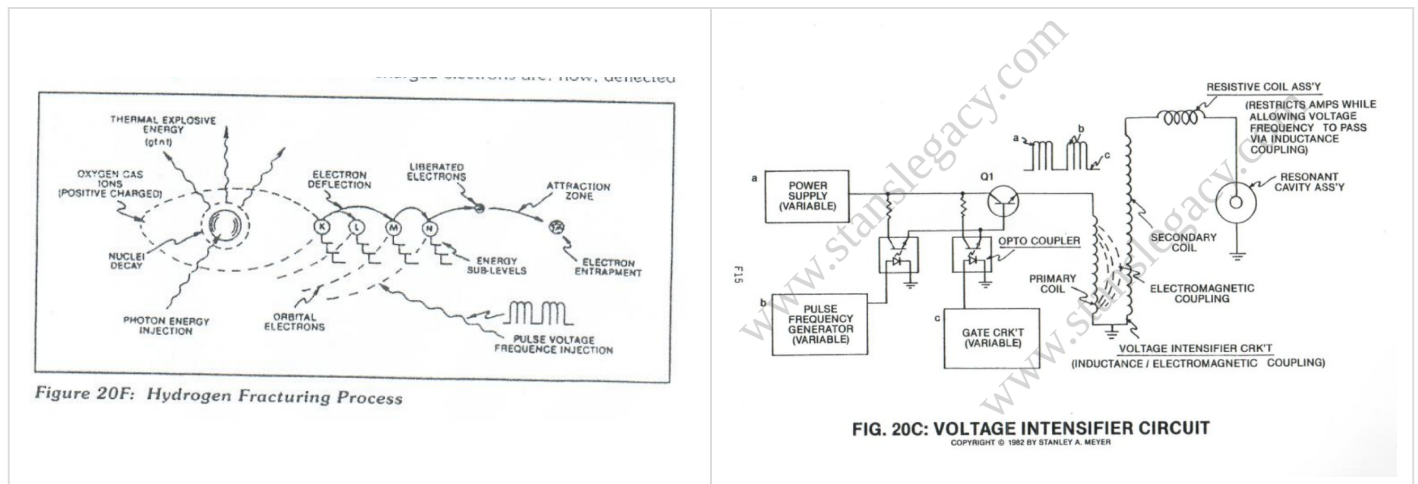 THERMAL EXPLOSIVE
ENERGY
(gtnt)
OXYGEN GAS
IONS
(POSITIVE CHARGED)
ELECTRON
DEFLECTION
LIBERATED
ELECTRONS
ATTRACTION
ZONE
K
L
M
N
NUCLEI
DECAY
ENERGY
SUB-LEVELS
ELECTRON
ENTRAPMENT
PHOTON ENERGY
INJECTION
ORBITAL
ELECTRONS
PULSE VOLTAGE
FREQUENCE INJECTION
Figure 20F: Hydrogen Fracturing Process
www.stanslegacy.com
www.stanslegacy.com
RESISTIVE COIL ASS'Y
(RESTRICTS AMPS WHILE
ALLOWING VOLTAGE
FREQUENCY TO PASS
VIA INDUCTANCE
COUPLING)
a
b
c
a
POWER
SUPPLY
(VARIABLE)
Q1
RESONANT
CAVITY ASS'Y
OPTO COUPLER
SECONDARY
COIL
F15
PRIMARY
COIL
ELECTROMAGNETIC
COUPLING
b
PULSE
FREQUENCY
GENERATOR
(VARIABLE)
c
GATE CRK'T
(VARIABLE)
VOLTAGE INTENSIFIER CRK'T
(INDUCTANCE / ELECTROMAGNETIC COUPLING)
FIG. 20C: VOLTAGE INTENSIFIER CIRCUIT
COPYRIGHT © 1982 BY STANLEY A. MEYER